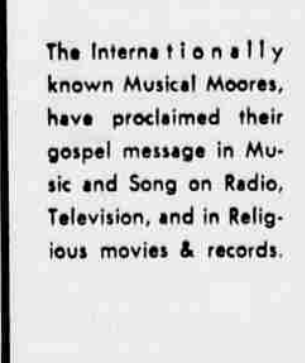 The Internationally
known Musical Moores,
have proclaimed their
gospel message in Mu-
sic and Song on Radio,
Television, and in Relig-
ious movies & records.